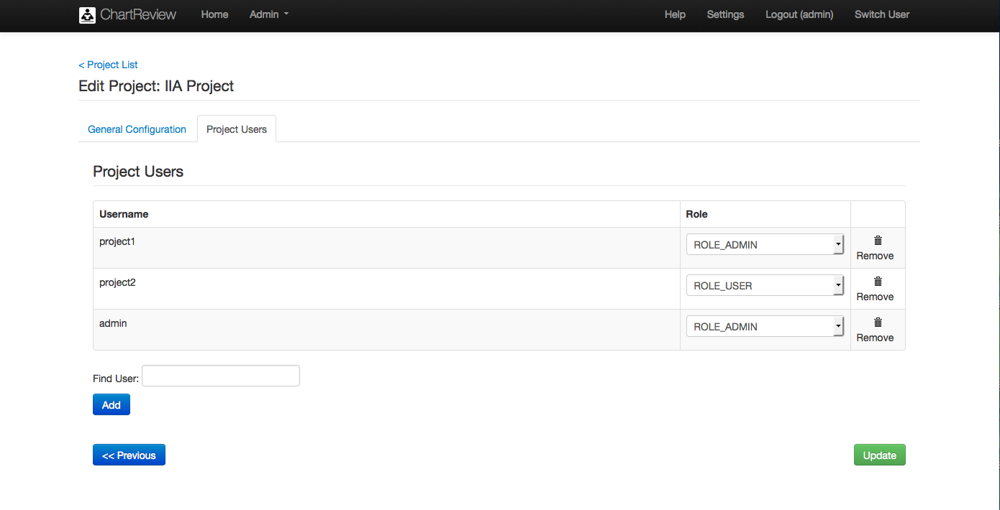 ChartReview Home Admin Help Settings Logout (admin) Switch User
< Project List
Edit Project: IIA Project
General Configuration Project Users
Project Users
Username Role
project1 ROLE_ADMIN Remove
project2 ROLE_USER Remove
admin ROLE_ADMIN Remove
Find User:
Add
<< Previous Update